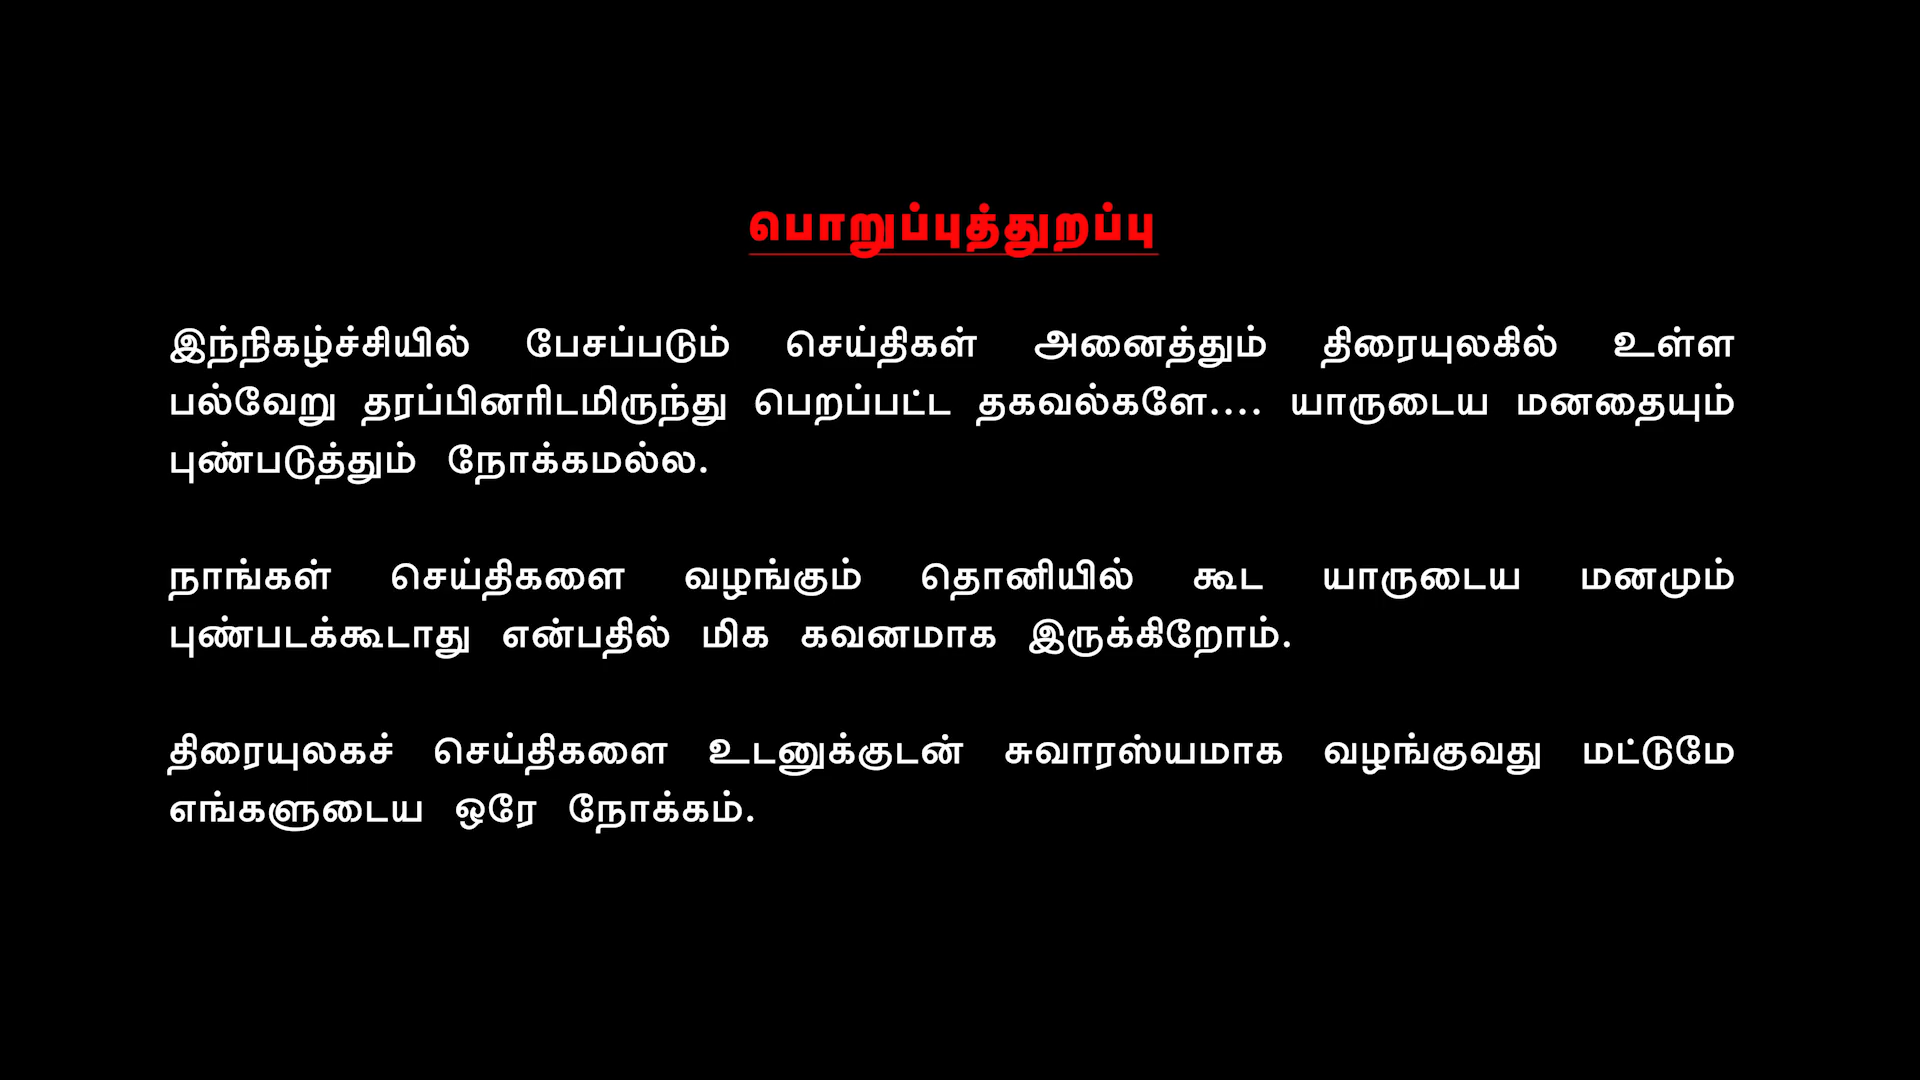 பொறுப்புத்துறப்பு
இந்நிகழ்ச்சியில் பேசப்படும் செய்திகள் அனைத்தும் திரையுலகில் உள்ள
பல்வேறு தரப்பினரிடமிருந்து பெறப்பட்ட தகவல்களே.... யாருடைய மனதையும்
புண்படுத்தும் நோக்கமல்ல.
நாங்கள் செய்திகளை வழங்கும் தொனியில் கூட யாருடைய மனமும்
புண்படக்கூடாது என்பதில் மிக கவனமாக இருக்கிறோம்.
திரையுலகச் செய்திகளை உடனுக்குடன் சுவாரஸ்யமாக வழங்குவது மட்டுமே
எங்களுடைய ஒரே நோக்கம்.